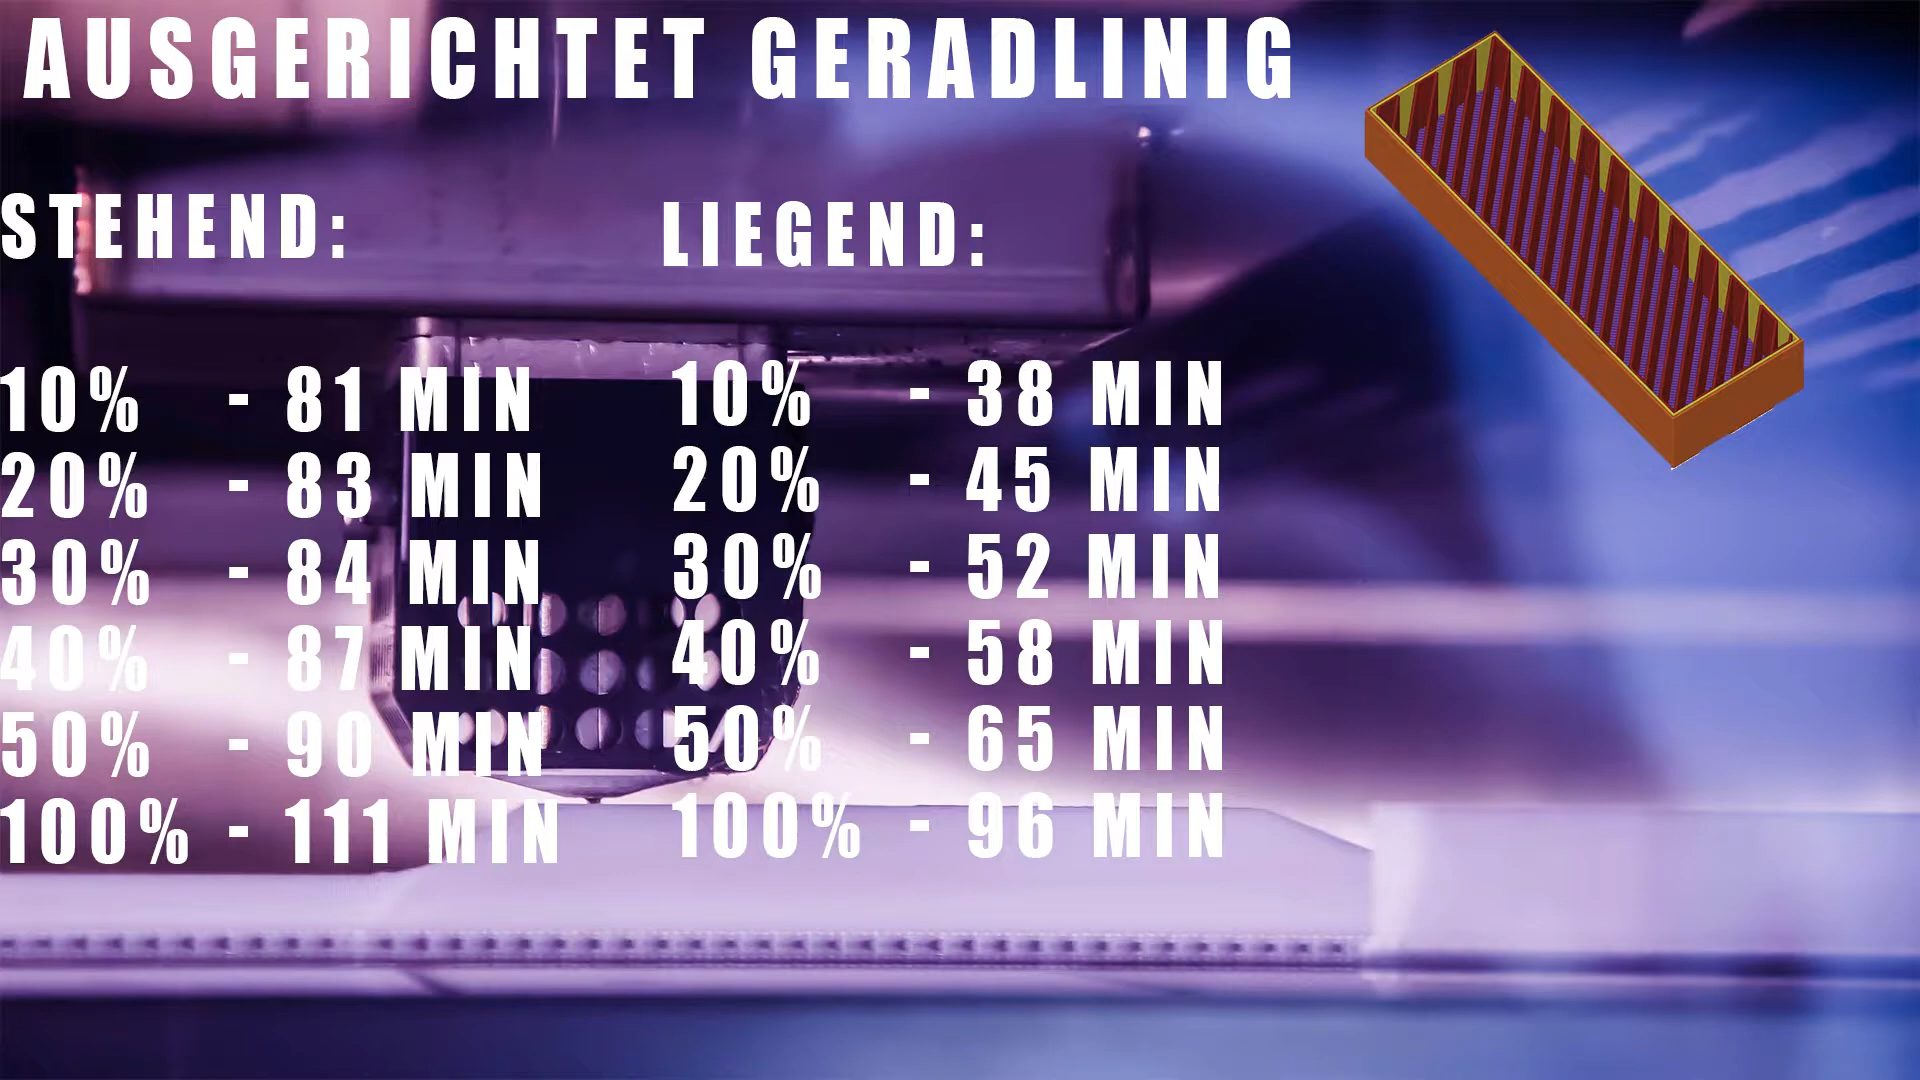 AUSGERICHTET GERADLINIG
STEHEND:
10% - 81 MIN
20% - 83 MIN
30% - 84 MIN
40% - 87 MIN
50% - 90 MIN
100% - 111 MIN
LIEGEND:
10% - 38 MIN
20% - 45 MIN
30% - 52 MIN
40% - 58 MIN
50% - 65 MIN
100% - 96 MIN